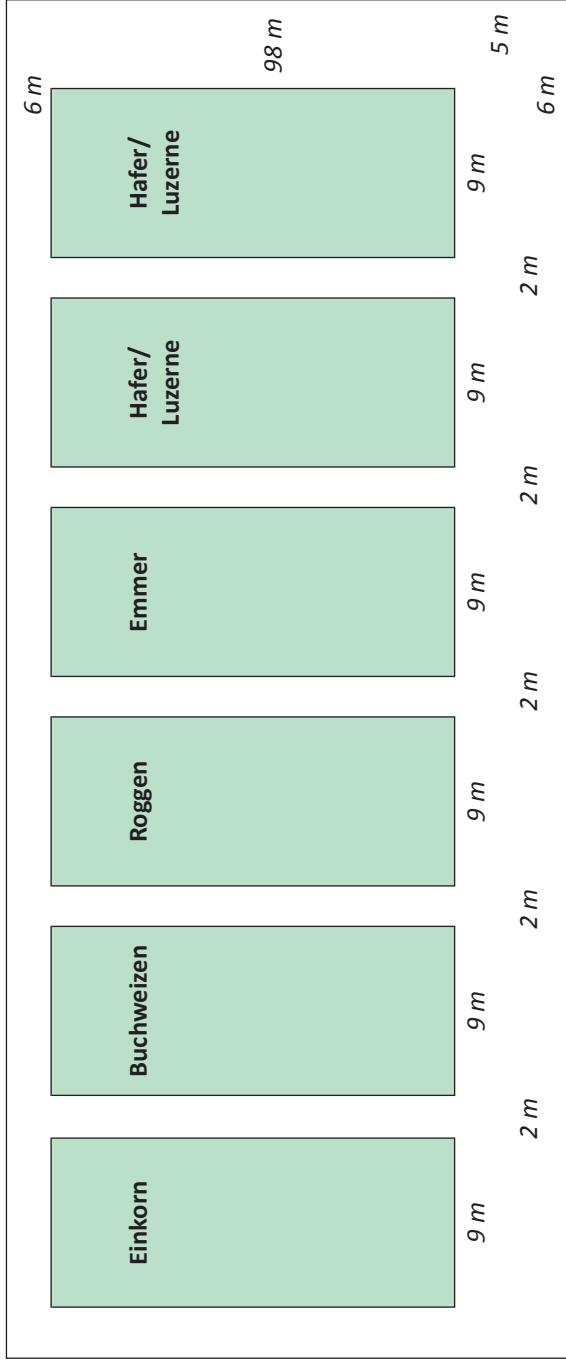 6 m
Einkorn
Buchweizen
Roggen
Emmer
Hafer/
Luzerne
Hafer/
Luzerne
98 m
9 m
9 m
9 m
9 m
9 m
9 m
5 m
2 m
2 m
2 m
2 m
2 m
6 m